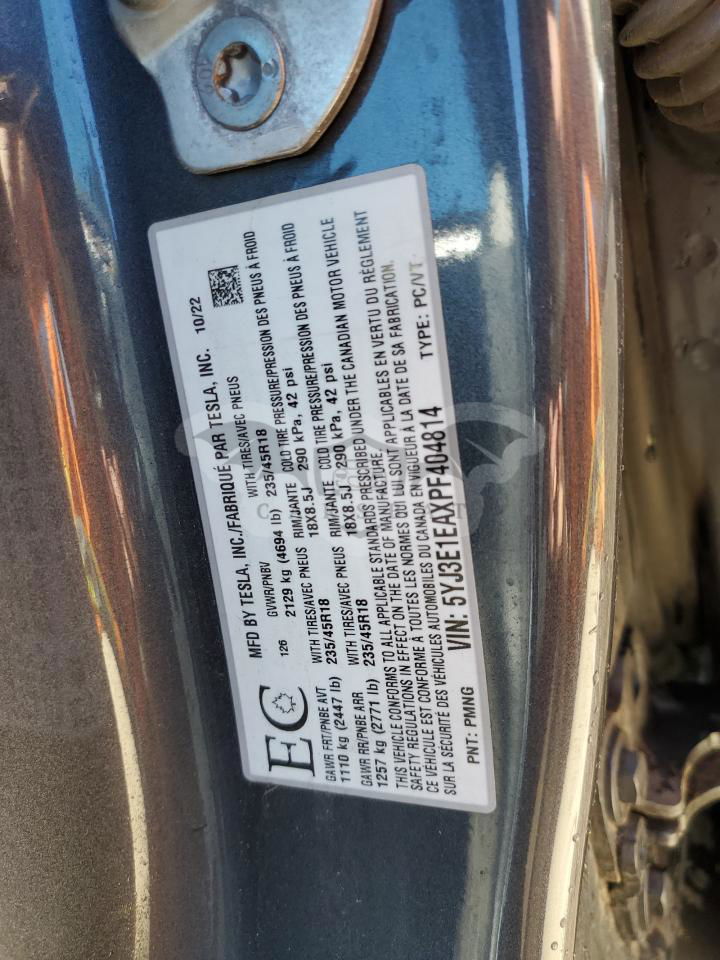 MFD BY TESLA, INC./FABRIQUÉ PAR TESLA, INC. 10/22
126 GVWR/PNBV WITH TIRES/AVEC PNEUS RIM/JANTE COLD TIRE PRESSURE/PRESSION DES PNEUS À FROID
2129 kg (4694 lb) 235/45R18 18X8.5J 290 kPa, 42 psi
EC
GAWR FRT/PNBE AVT WITH TIRES/AVEC PNEUS RIM/JANTE COLD TIRE PRESSURE/PRESSION DES PNEUS À FROID
1110 kg (2447 lb) 235/45R18 18X8.5J 290 kPa, 42 psi
GAWR RR/PNBE ARR WITH TIRES/AVEC PNEUS
1257 kg (2771 lb) 235/45R18
THIS VEHICLE CONFORMS TO ALL APPLICABLE STANDARDS PRESCRIBED UNDER THE CANADIAN MOTOR VEHICLE
SAFETY REGULATIONS IN EFFECT ON THE DATE OF MANUFACTURE.
CE VÉHICULE EST CONFORME À TOUTES LES NORMES QUI LUI SONT APPLICABLES EN VERTU DU RÈGLEMENT
SUR LA SÉCURITÉ DES VÉHICULES AUTOMOBILES DU CANADA EN VIGUEUR À LA DATE DE SA FABRICATION.
PNT: PMNG VIN: 5YJ3E1EAXPF404814 TYPE: PC/VT.